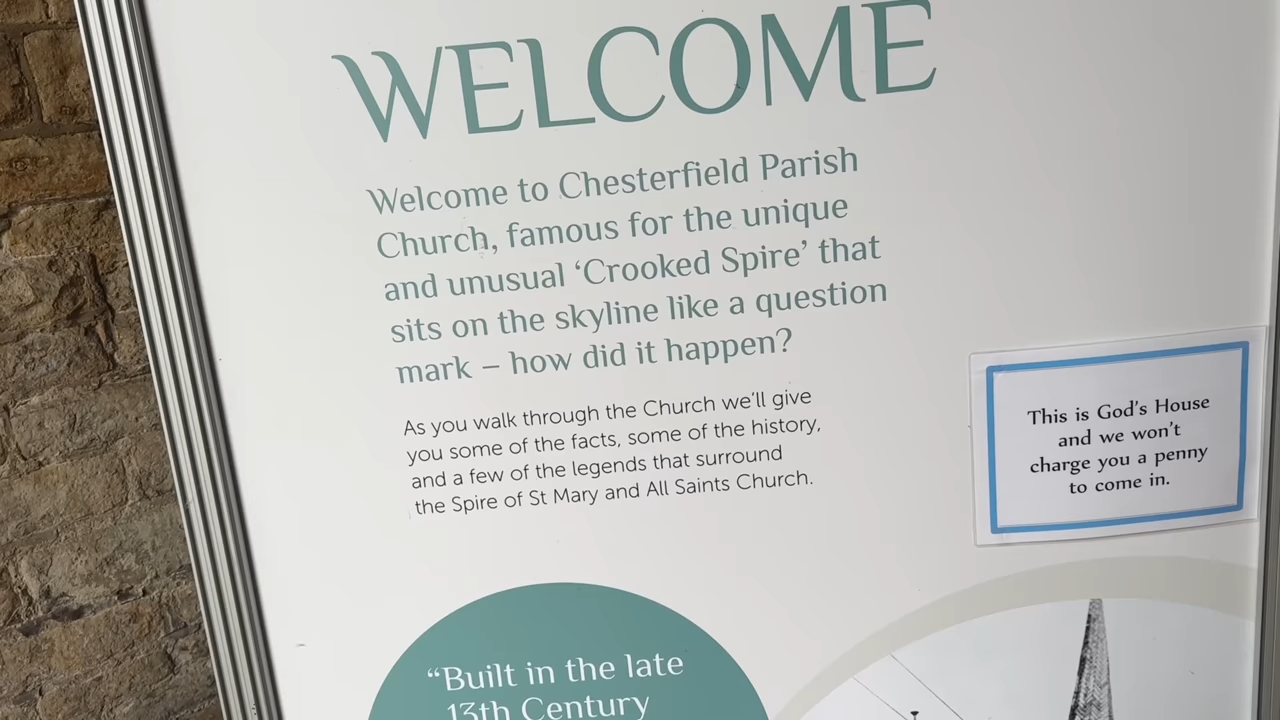 WELCOME
Welcome to Chesterfield Parish
Church, famous for the unique
and unusual ‘Crooked Spire’ that
sits on the skyline like a question
mark – how did it happen?
As you walk through the Church we’ll give
you some of the facts, some of the history,
and a few of the legends that surround
the Spire of St Mary and All Saints Church.
This is God’s House
and we won’t
charge you a penny
to come in.
“Built in the late
13th Century